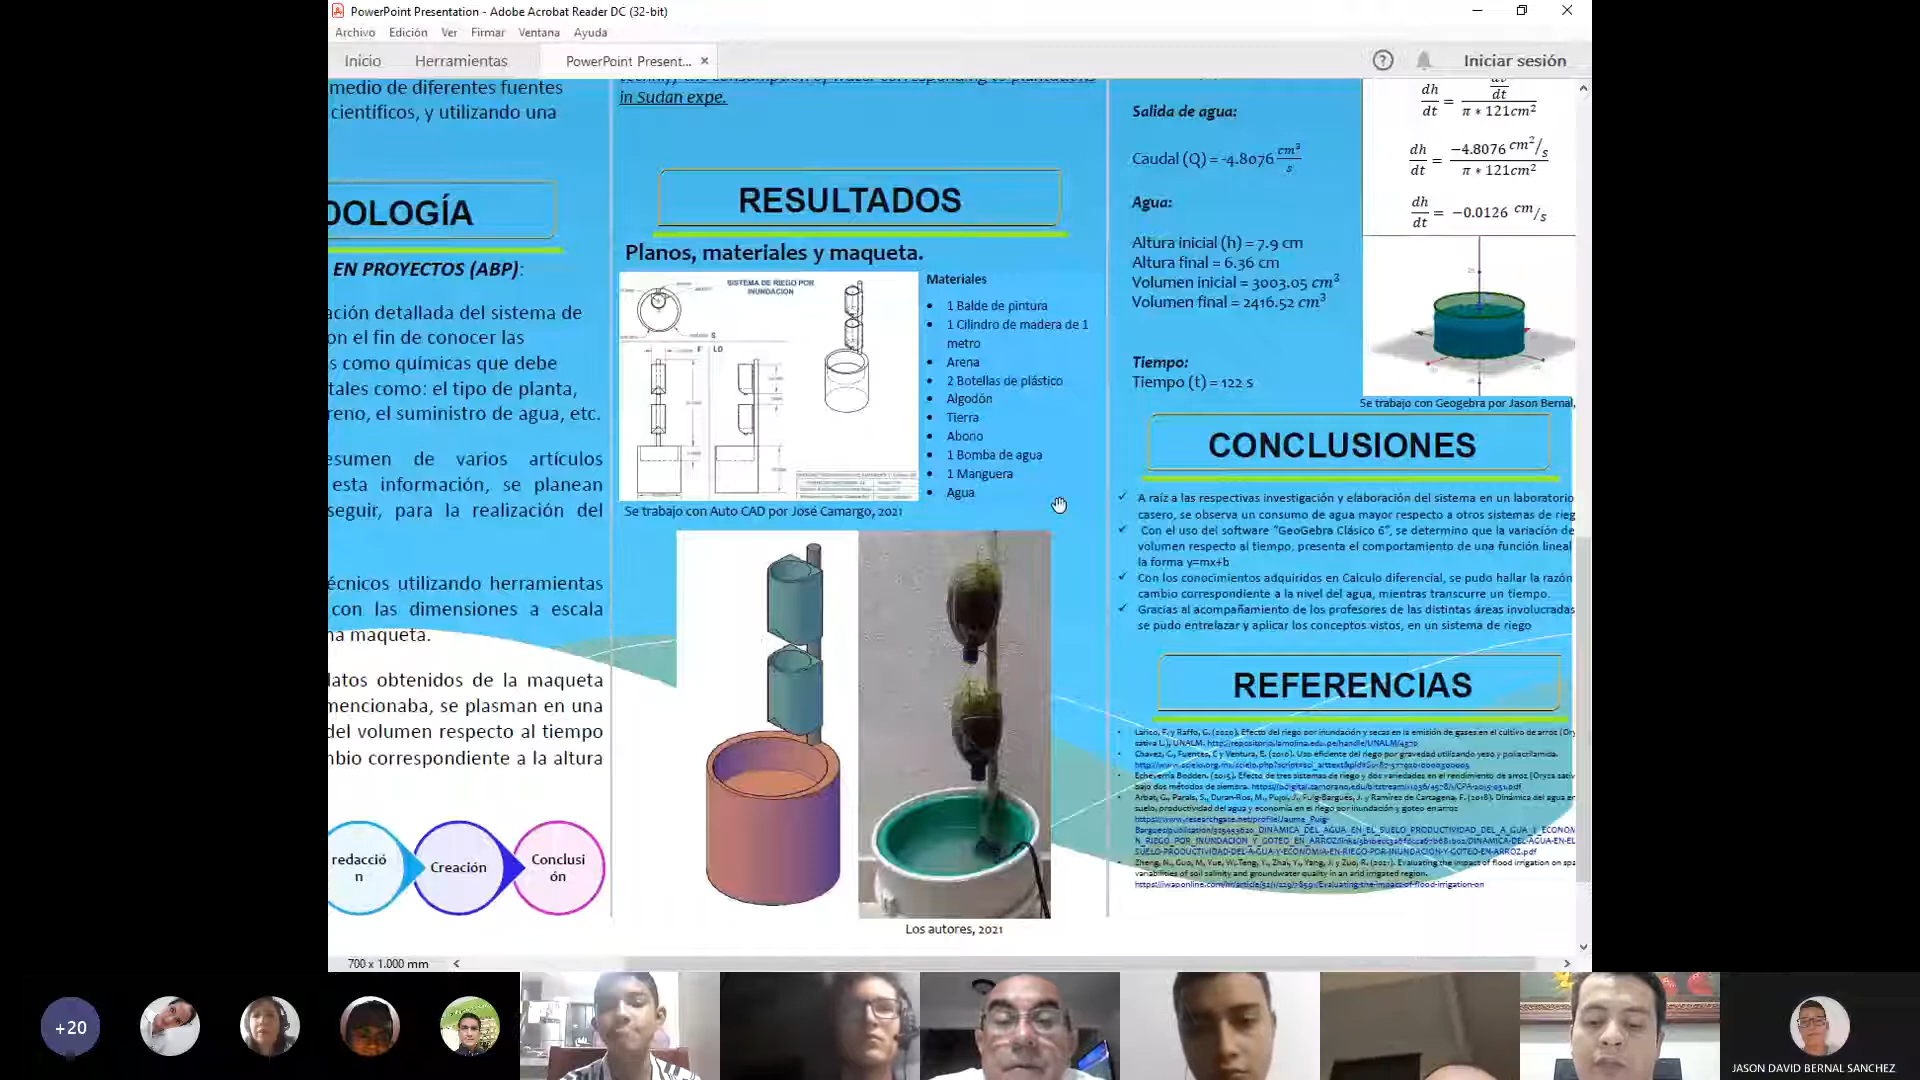 PowerPoint Presentation - Adobe Acrobat Reader DC (32-bit)
Archivo Edición Ver Firmar Ventana Ayuda
Inicio Herramientas PowerPoint Present... × Iniciar sesión
medio de diferentes fuentes
científicos, y utilizando una
DOLOGÍA
EN PROYECTOS (ABP):
ación detallada del sistema de
on el fin de conocer las
s como químicas que debe
tales como: el tipo de planta,
reno, el suministro de agua, etc.
esumen de varios artículos
esta información, se planean
seguir, para la realización del
écnicos utilizando herramientas
con las dimensiones a escala
na maqueta.
latos obtenidos de la maqueta
mencionaba, se plasman en una
del volumen respecto al tiempo
nbio correspondiente a la altura
redacció
n
Creación
Conclusi
ón
in Sudan expe.
RESULTADOS
Planos, materiales y maqueta.
SISTEMA DE RIEGO POR
INUNDACION
Materiales
• 1 Balde de pintura
• 1 Cilindro de madera de 1
metro
• Arena
• 2 Botellas de plástico
• Algodón
• Tierra
• Abono
• 1 Bomba de agua
• 1 Manguera
• Agua
Se trabajo con Auto CAD por José Camargo, 2021
Los autores, 2021
Salida de agua:
Caudal (Q) = -4.8076 cm³/s
Agua:
Altura inicial (h) = 7.9 cm
Altura final = 6.36 cm
Volumen inicial = 3003.05 cm³
Volumen final = 2416.52 cm³
Tiempo:
Tiempo (t) = 122 s
dh/dt = dv/dt / π * 121cm²
dh/dt = −4.8076 cm²/s / π * 121cm²
dh/dt = −0.0126 cm/s
Se trabajo con Geogebra por Jason Bernal,
CONCLUSIONES
✓ A raíz a las respectivas investigación y elaboración del sistema en un laboratorio
casero, se observa un consumo de agua mayor respecto a otros sistemas de rieg
✓ Con el uso del software "GeoGebra Clásico 6", se determino que la variación de
volumen respecto al tiempo, presenta el comportamiento de una función lineal
la forma y=mx+b
✓ Con los conocimientos adquiridos en Calculo diferencial, se pudo hallar la razón
cambio correspondiente a la nivel del agua, mientras transcurre un tiempo.
✓ Gracias al acompañamiento de los profesores de las distintas áreas involucradas
se pudo entrelazar y aplicar los conceptos vistos, en un sistema de riego
REFERENCIAS
700 x 1.000 mm
+20
JASON DAVID BERNAL SANCHEZ